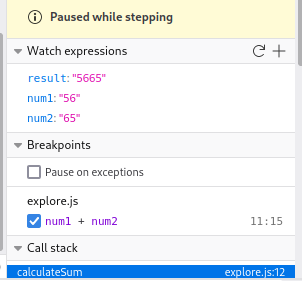 Paused while stepping
Watch expressions
result: "5665"
num1: "56"
num2: "65"
Breakpoints
Pause on exceptions
explore.js
num1 + num2 11:15
Call stack
calculateSum explore.js:12